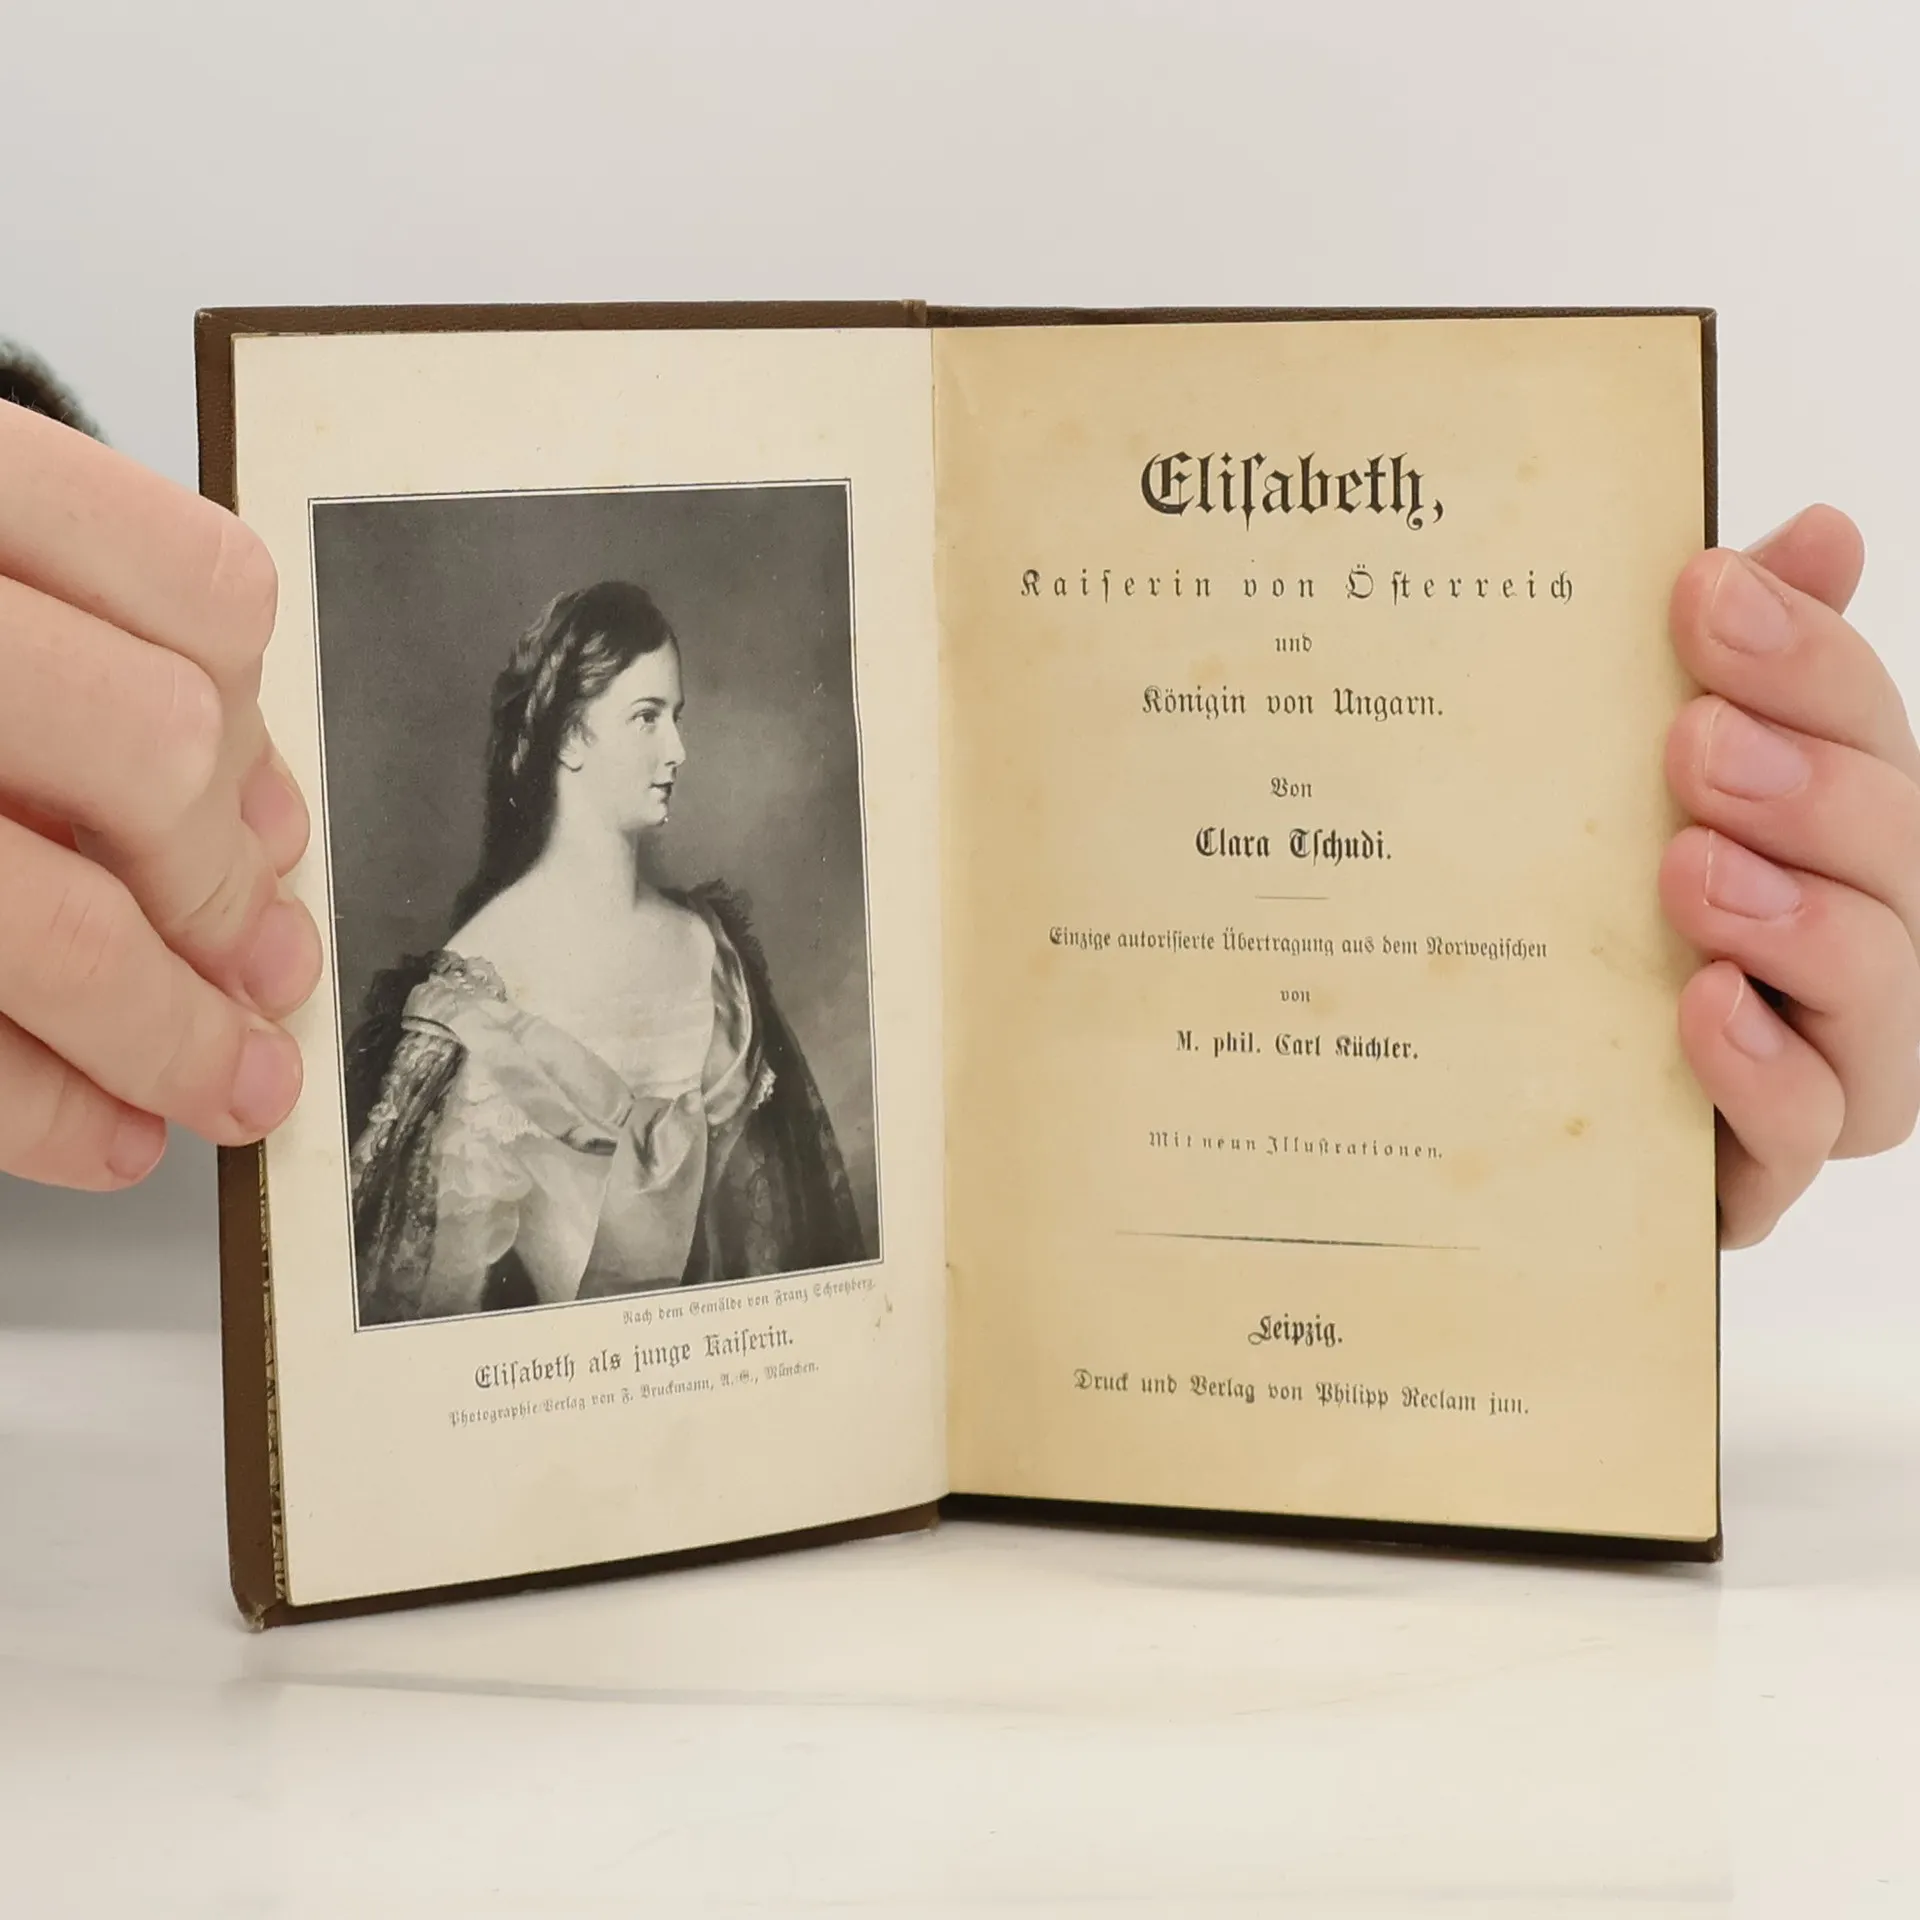 Nach dem Gemälde von Franz Schrotzberg.
Eliſabeth als junge Kaiſerin.
Photographie-Verlag von F. Bruckmann, A.-G., München.
Eliſabeth,
Kaiſerin von Öſterreich
und
Königin von Ungarn.
Von
Clara Tſchudi.
Einzige autoriſierte Übertragung aus dem Norwegiſchen
von
M. phil. Carl Küchler.
Mit neun Illuſtrationen.
Leipzig.
Druck und Verlag von Philipp Reclam jun.